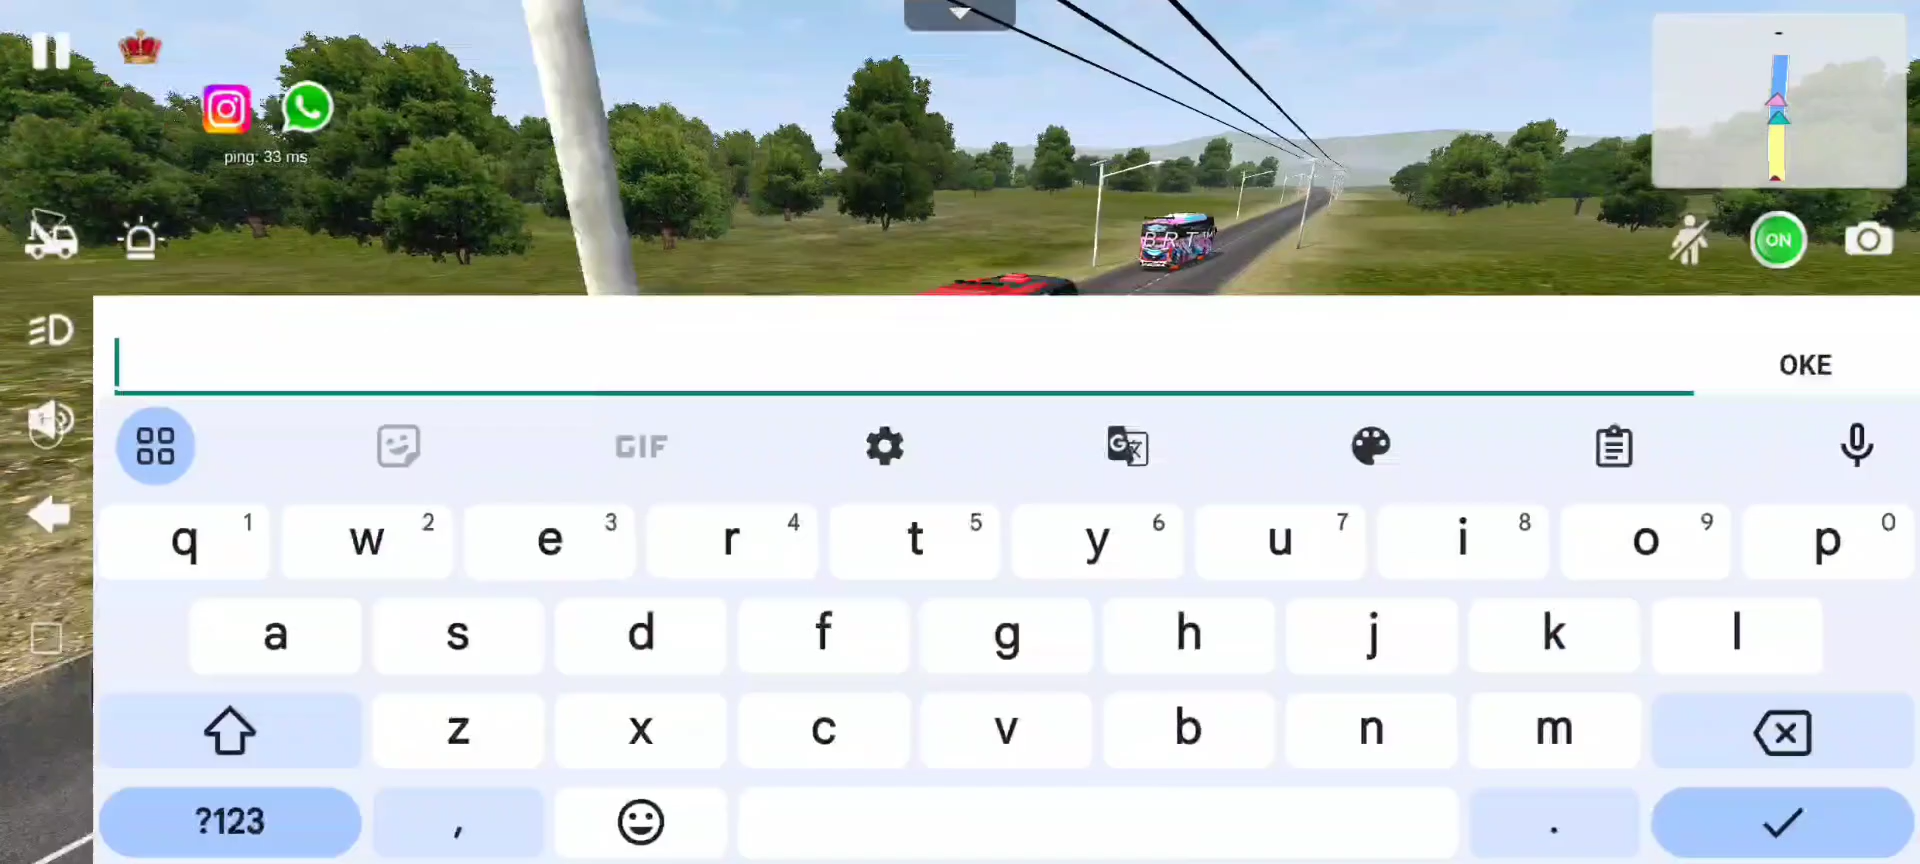 ping: 33 ms
B.R.T
ON
OKE
GIF
G
q 1 w 2 e 3 r 4 t 5 y 6 u 7 i 8 o 9 p 0
a s d f g h j k l
z x c v b n m
?123 , .